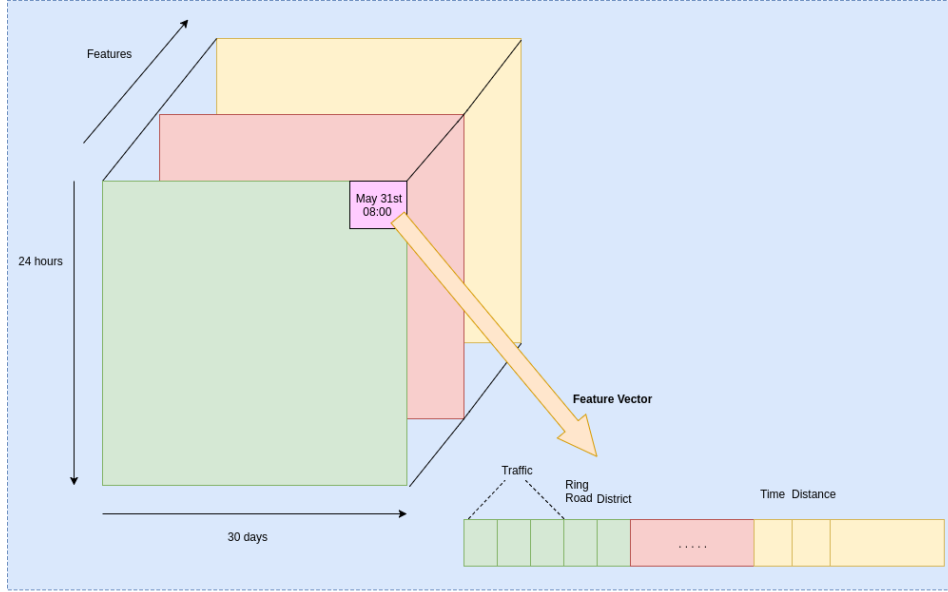 Features
May 31st
08:00
24 hours
30 days
Feature Vector
Traffic
Ring
Road
District
Time
Distance
.....